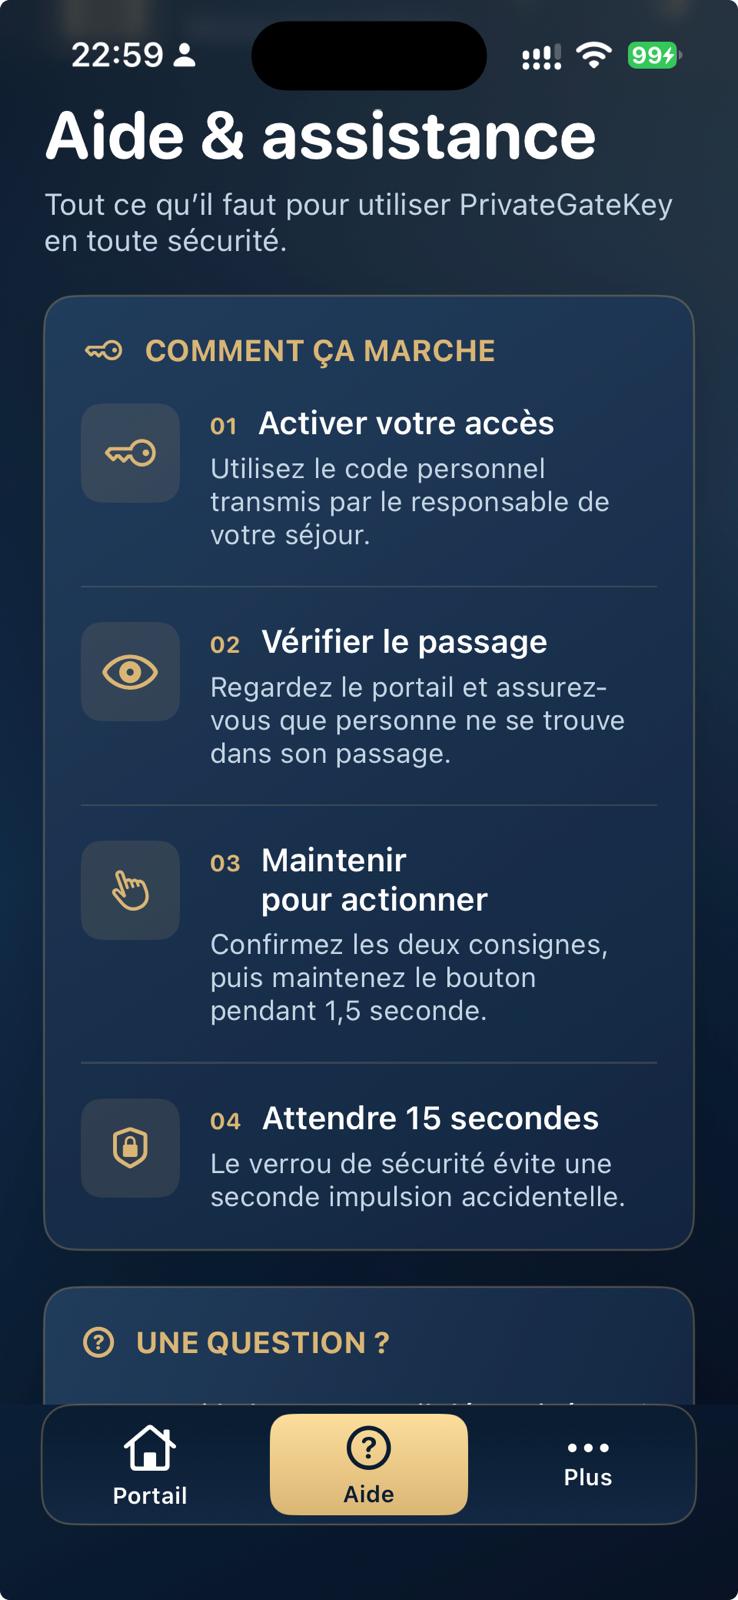 22:59
99
Aide & assistance
Tout ce qu’il faut pour utiliser PrivateGateKey
en toute sécurité.
COMMENT ÇA MARCHE
01 Activer votre accès
Utilisez le code personnel
transmis par le responsable de
votre séjour.
02 Vérifier le passage
Regardez le portail et assurez-
vous que personne ne se trouve
dans son passage.
03 Maintenir
pour actionner
Confirmez les deux consignes,
puis maintenez le bouton
pendant 1,5 seconde.
04 Attendre 15 secondes
Le verrou de sécurité évite une
seconde impulsion accidentelle.
UNE QUESTION ?
Portail
Aide
Plus